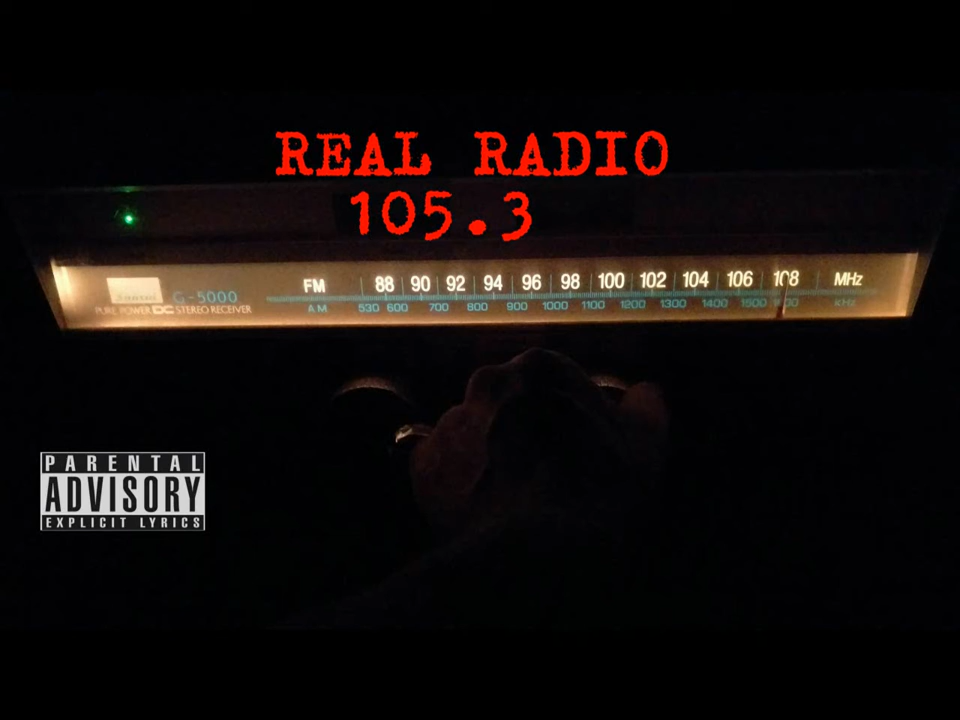 REAL RADIO
105.3
G-5000
PURE POWER DC STEREO RECEIVER
FM 88 90 92 94 96 98 100 102 104 106 108 MHz
AM 530 600 700 800 900 1000 1100 1200 1300 1400 1500 KHz
PARENTAL
ADVISORY
EXPLICIT LYRICS